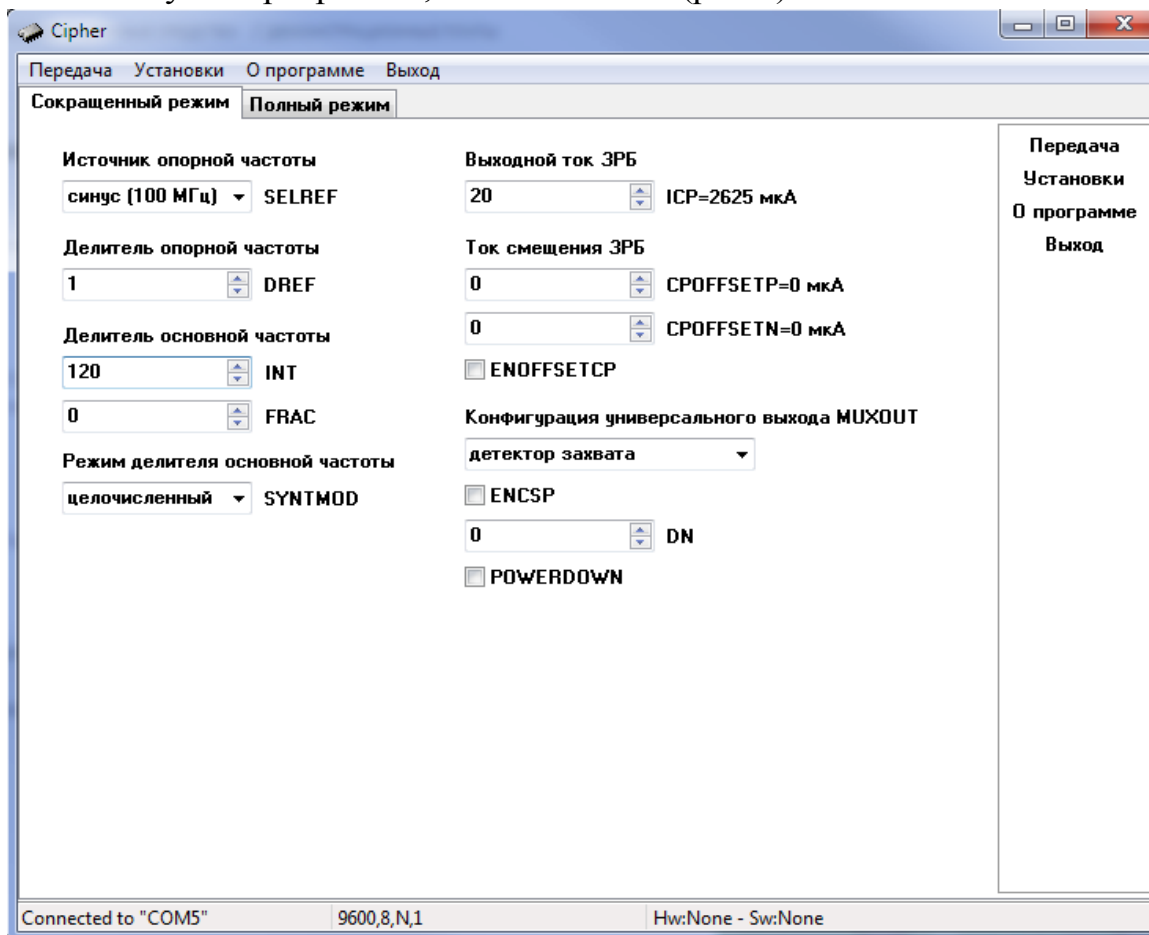 Cipher
Передача Установки О программе Выход
Сокращенный режим Полный режим
Источник опорной частоты
синус (100 МГц) SELREF
Делитель опорной частоты
1 DREF
Делитель основной частоты
120 INT
0 FRAC
Режим делителя основной частоты
целочисленный SYNTMOD
Выходной ток ЗРБ
20 ICP=2625 мкА
Ток смещения ЗРБ
0 CPOFFSETP=0 мкА
0 CPOFFSETN=0 мкА
ENOFFSETCP
Конфигурация универсального выхода MUXOUT
детектор захвата
ENCSP
0 DN
POWERDOWN
Передача
Установки
О программе
Выход
Connected to "COM5" 9600,8,N,1 Hw:None - Sw:None